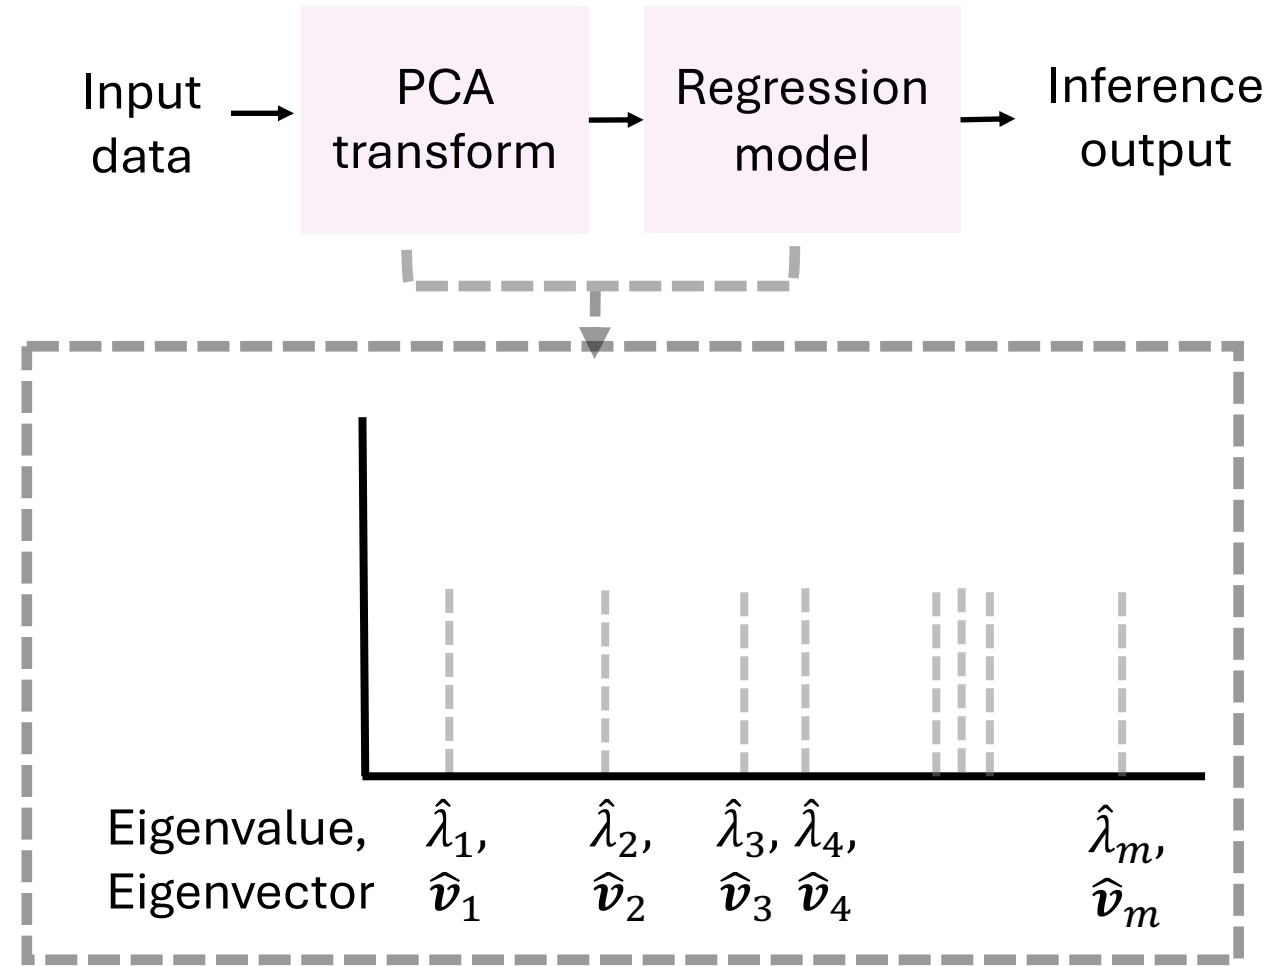 Input
data
PCA
transform
Regression
model
Inference
output
Eigenvalue, λ̂₁, λ̂₂, λ̂₃, λ̂₄, λ̂ₘ,
Eigenvector v̂₁ v̂₂ v̂₃ v̂₄ v̂ₘ